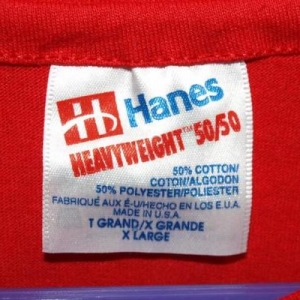 Hanes
HEAVYWEIGHT™ 50/50
50% COTTON/
COTON/ALGODON
50% POLYESTER/POLIESTER
FABRIQUÉ AUX É-U/HECHO EN LOS E.U.A.
MADE IN U.S.A.
T GRAND/X GRANDE
X LARGE